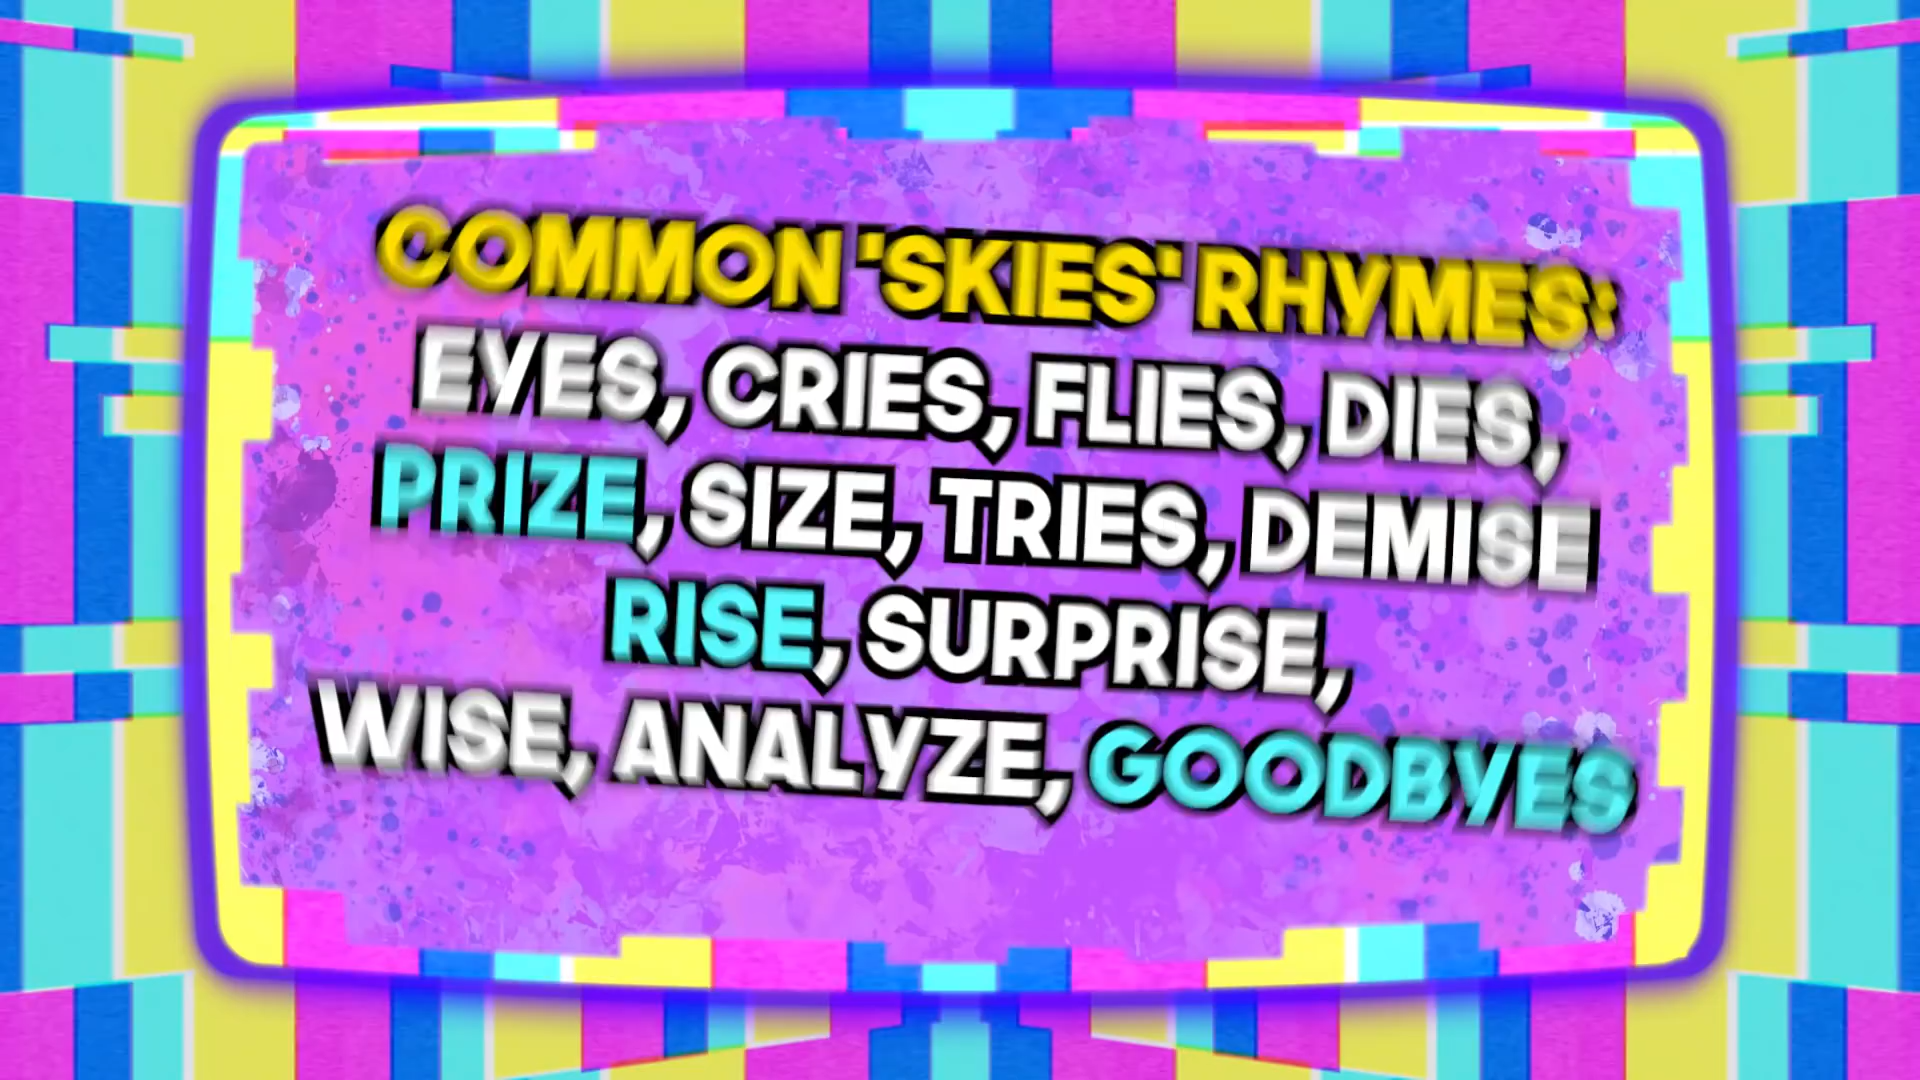 COMMON 'SKIES' RHYMES:
EYES, CRIES, FLIES, DIES,
PRIZE, SIZE, TRIES, DEMISE
RISE, SURPRISE,
WISE, ANALYZE, GOODBYES